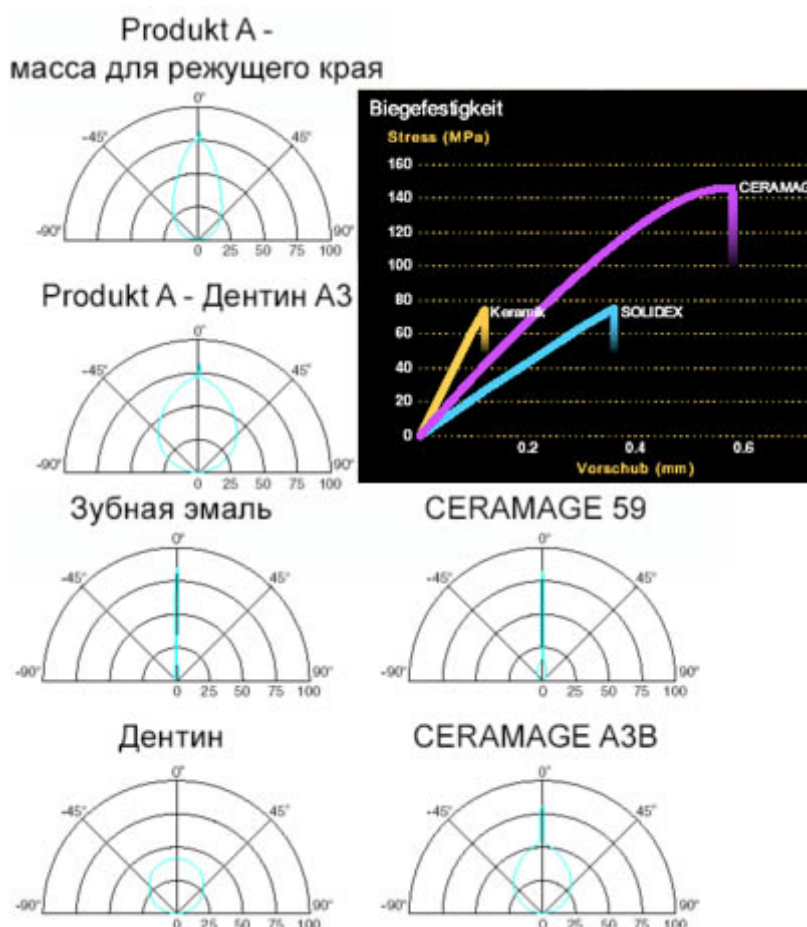 Produkt A -
масса для режущего края
0°
-45° 45°
-90° 90°
0 25 50 75 100
Biegefestigkeit
Stress (MPa)
160
140
120
100
80
60
40
20
0
CERAMAG
Keramik
SOLIDEX
0.2 0.4 0.6
Vorschub (mm)
Produkt A - Дентин А3
0°
-45° 45°
-90° 90°
0 25 50 75 100
Зубная эмаль
0°
-45° 45°
-90° 90°
0 25 50 75 100
CERAMAGE 59
0°
-45° 45°
-90° 90°
0 25 50 75 100
Дентин
0°
-45° 45°
-90° 90°
0 25 50 75 100
CERAMAGE A3B
0°
-45° 45°
-90° 90°
0 25 50 75 100